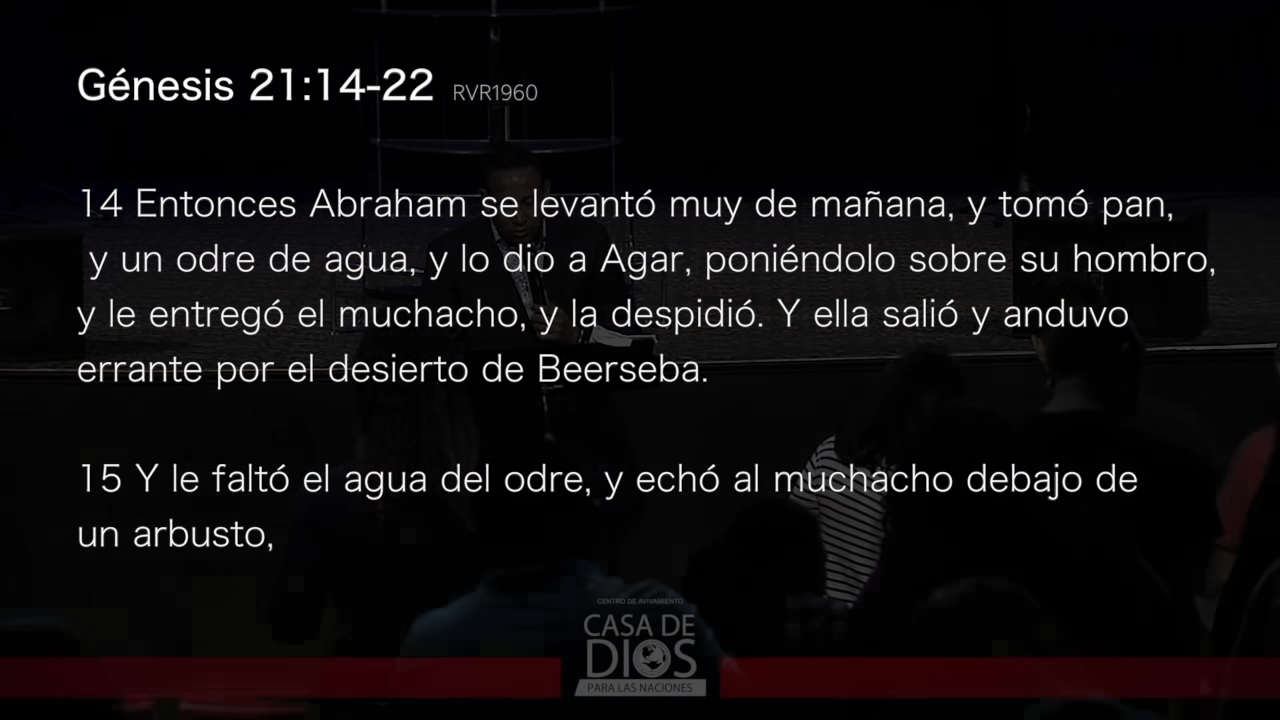 Génesis 21:14-22 RVR1960
14 Entonces Abraham se levantó muy de mañana, y tomó pan,
y un odre de agua, y lo dio a Agar, poniéndolo sobre su hombro,
y le entregó el muchacho, y la despidió. Y ella salió y anduvo
errante por el desierto de Beerseba.
15 Y le faltó el agua del odre, y echó al muchacho debajo de
un arbusto,
CENTRO DE AVIVAMIENTO
CASA DE
DIOS
PARA LAS NACIONES